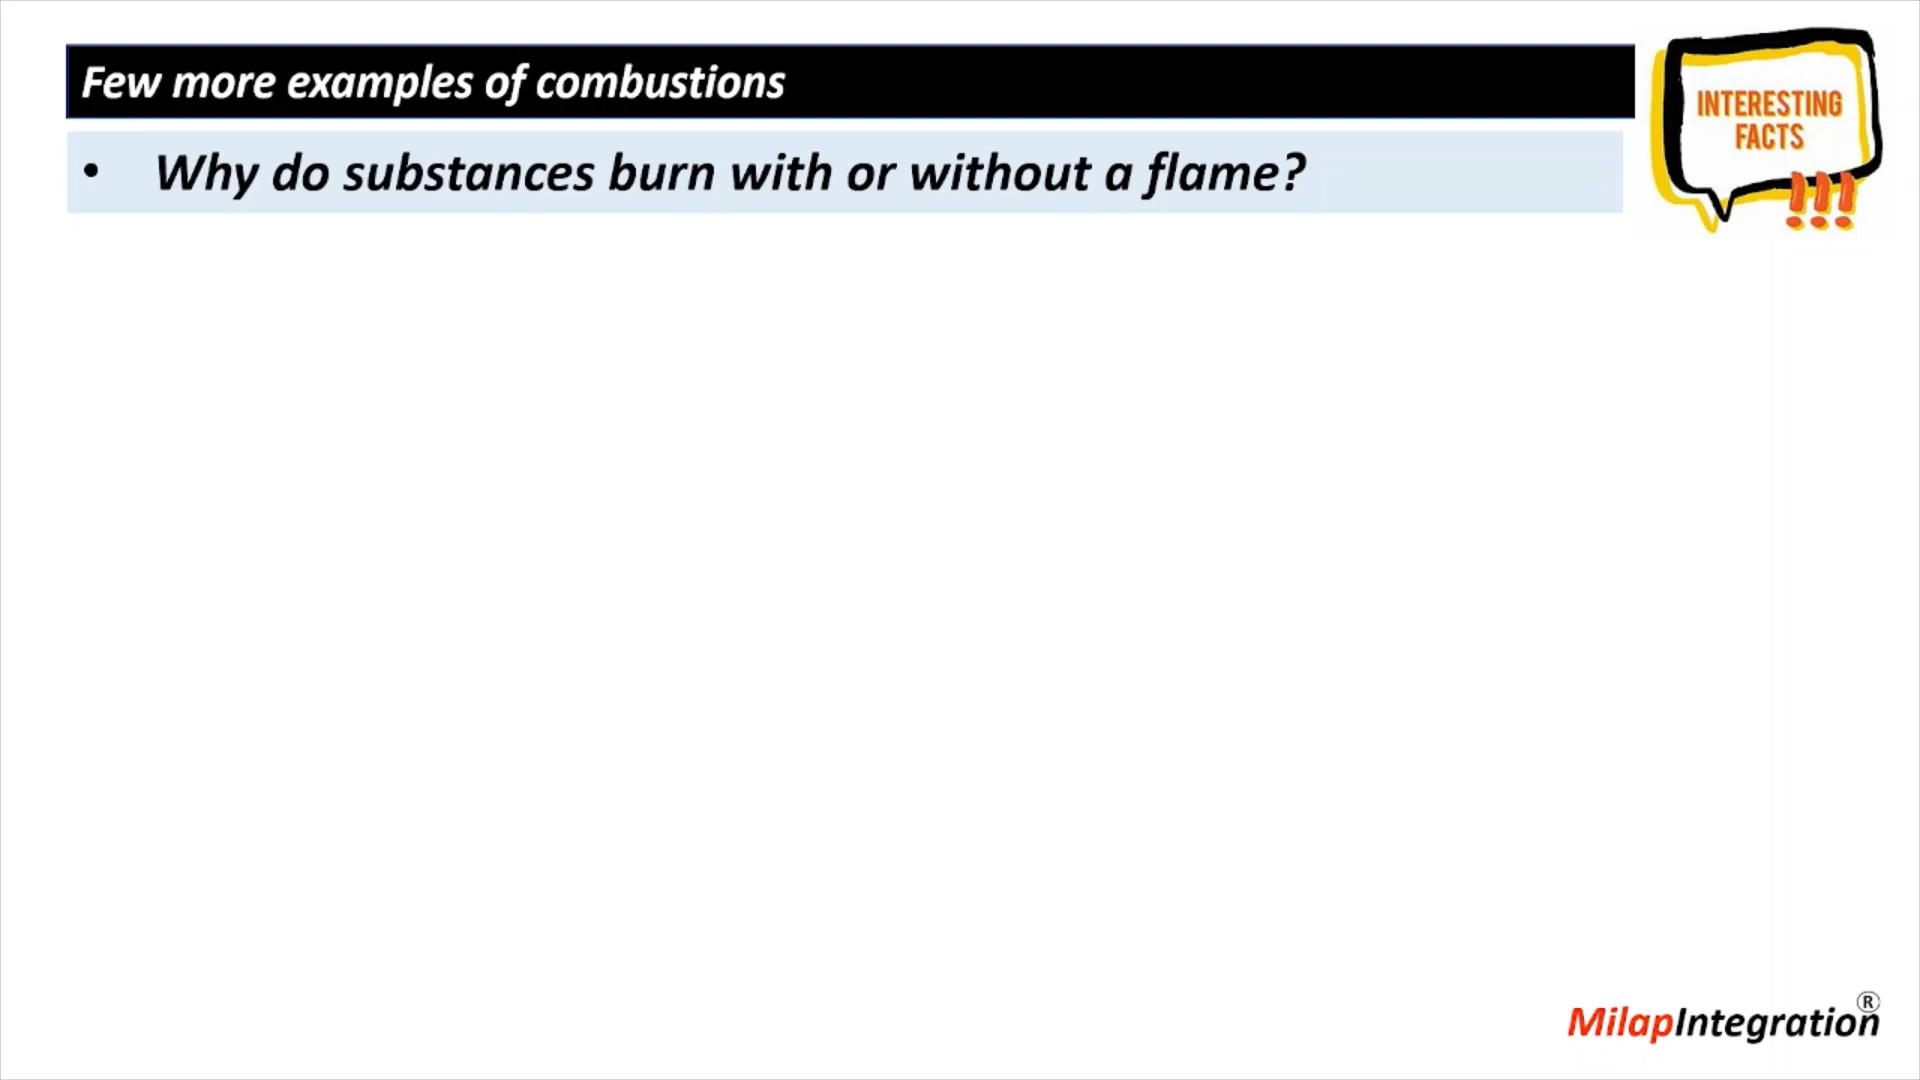 Few more examples of combustions
• Why do substances burn with or without a flame?
INTERESTING
FACTS
!!!
MilapIntegration®